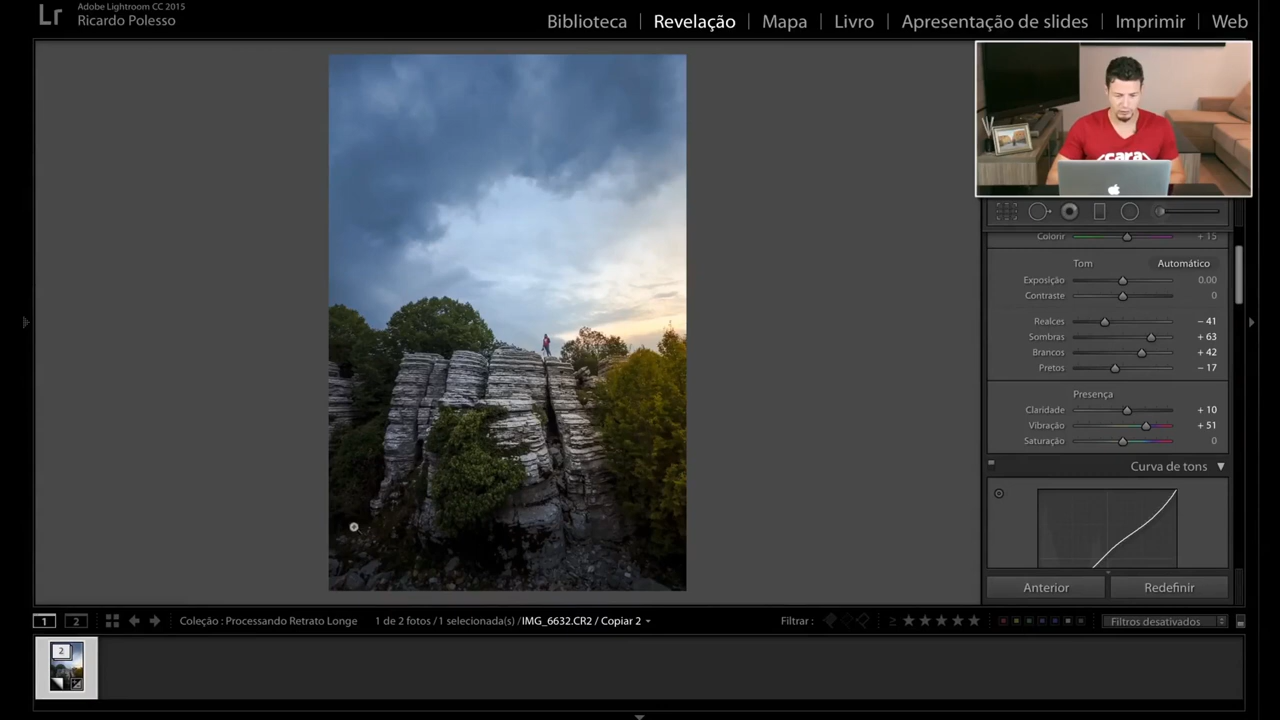 Lr
Adobe Lightroom CC 2015
Ricardo Polesso
Biblioteca | Revelação | Mapa | Livro | Apresentação de slides | Imprimir | Web
Colorir + 15
Tom Automático
Exposição 0.00
Contraste 0
Realces − 41
Sombras + 63
Brancos + 42
Pretos − 17
Presença
Claridade + 10
Vibração + 51
Saturação 0
Curva de tons
Anterior Redefinir
1 2 Coleção : Processando Retrato Longe 1 de 2 fotos / 1 selecionada(s) / IMG_6632.CR2 / Copiar 2 Filtrar : ≥ Filtros desativados
2